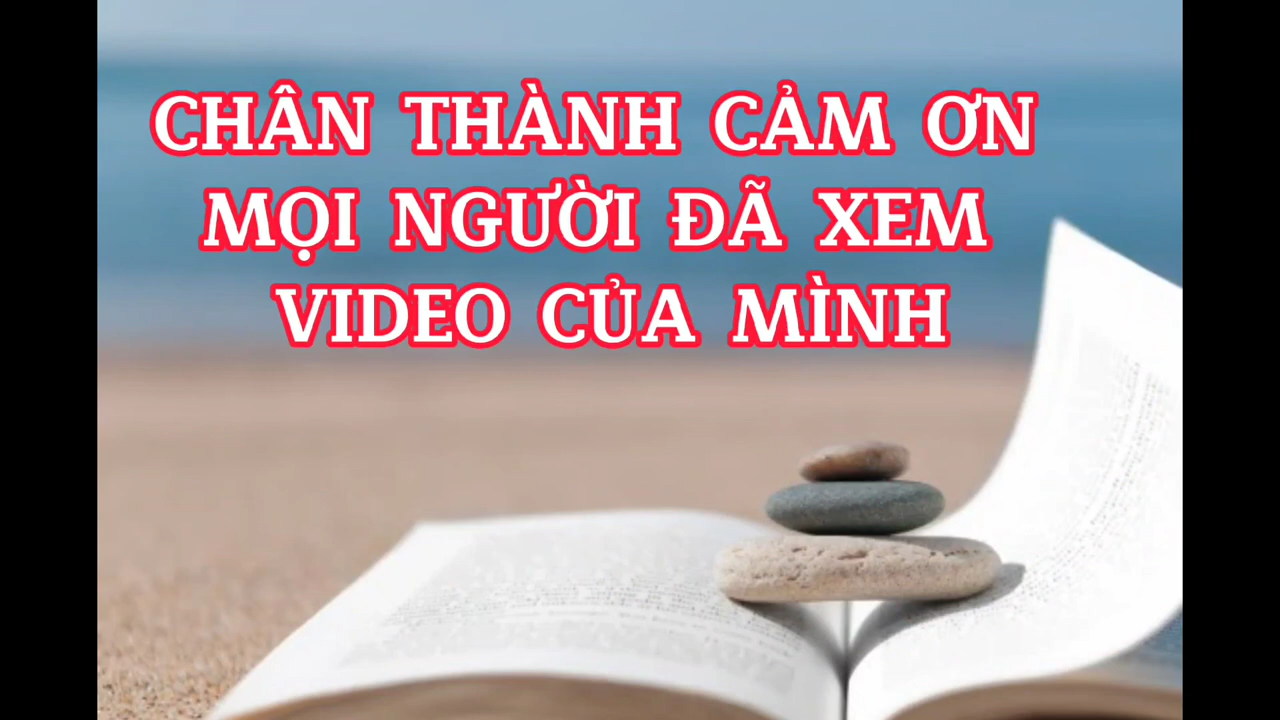 CHÂN THÀNH CẢM ƠN
MỌI NGƯỜI ĐÃ XEM
VIDEO CỦA MÌNH